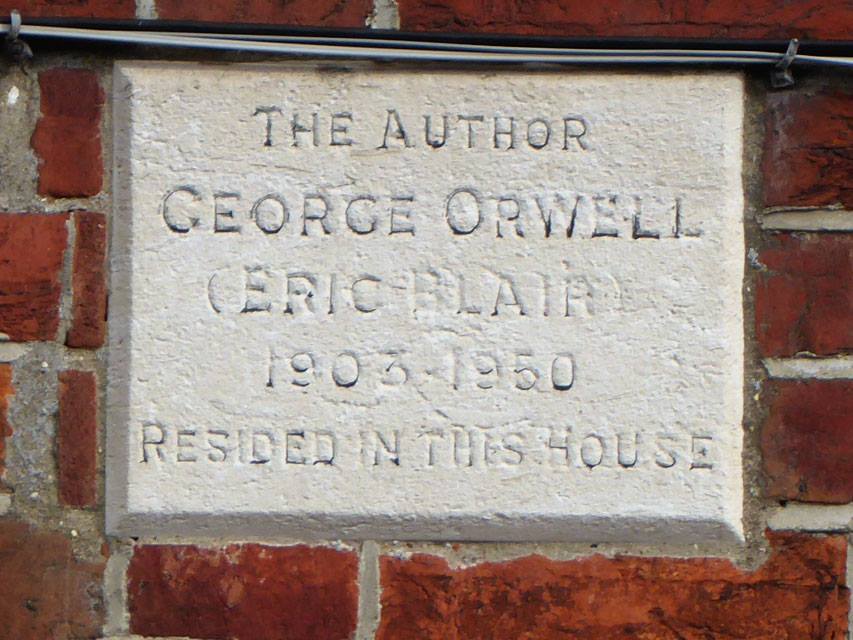 THE AUTHOR
GEORGE ORWELL
(ERIC BLAIR)
1903-1950
RESIDED IN THIS HOUSE